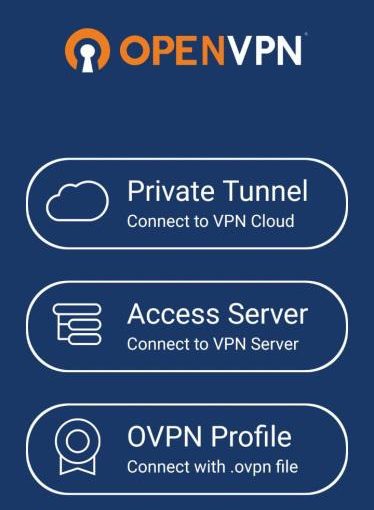 OPENVPN
Private Tunnel
Connect to VPN Cloud
Access Server
Connect to VPN Server
OVPN Profile
Connect with .ovpn file